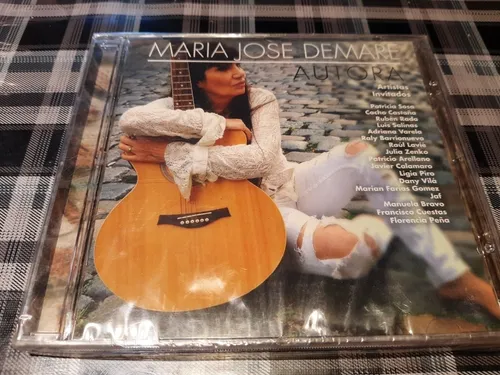 MARIA JOSE DEMARE
AUTORA
Artistas
Invitados
Patricia Sosa
Cacho Castaña
Rubén Rada
Luis Salinas
Adriana Varela
Raly Barrionuevo
Raúl Lavié
Julia Zenko
Patricio Arellano
Javier Calamaro
Ligia Piro
Dany Vilá
Marian Farías Gomez
Jaf
Manuela Bravo
Francisco Cuestas
Florencia Peña